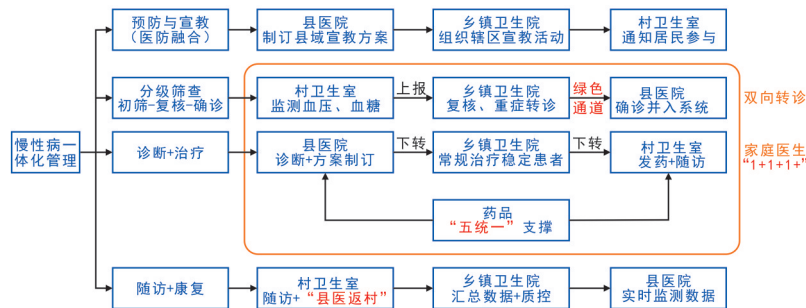 慢性病一
体化管理
预防与宣教
（医防融合）
县医院
制订县域宣教方案
乡镇卫生院
组织辖区宣教活动
村卫生室
通知居民参与
分级筛查
初筛-复核-确诊
村卫生室
监测血压、血糖
上报
乡镇卫生院
复核、重症转诊
绿色
通道
县医院
确诊并入系统
双向转诊
诊断+治疗
县医院
诊断+方案制订
下转
乡镇卫生院
常规治疗稳定患者
下转
村卫生室
发药+随访
家庭医生
“1+1+1+”
药品
“五统一”支撑
随访+康复
村卫生室
随访+“县医返村”
乡镇卫生院
汇总数据+质控
县医院
实时监测数据